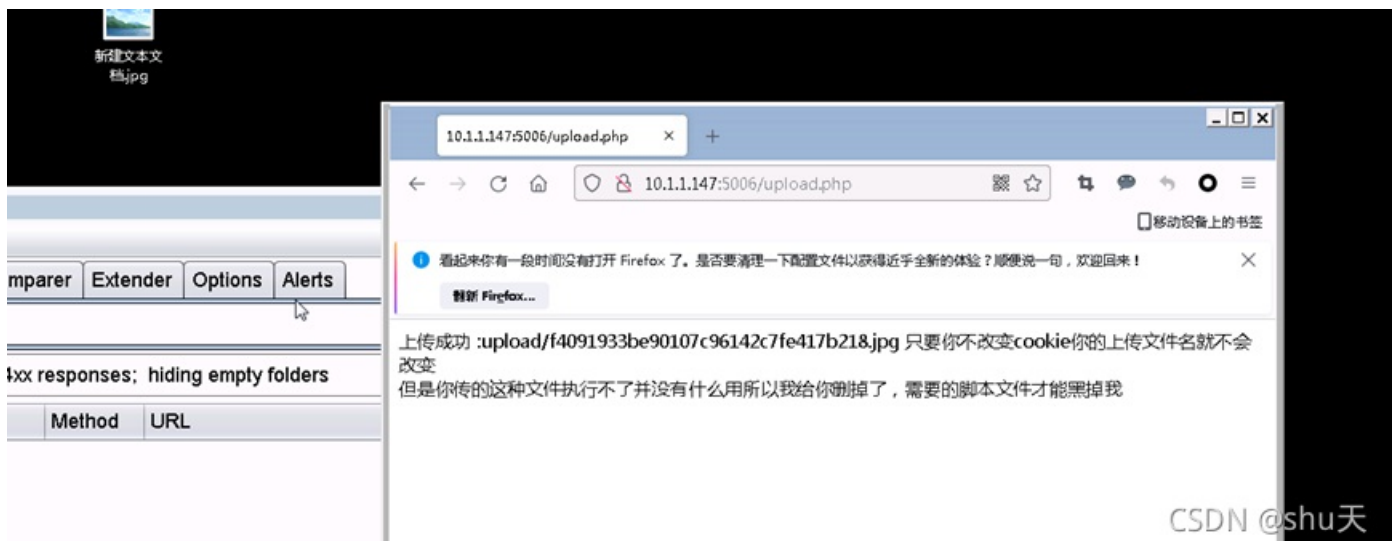 新建文本文
档.jpg
10.1.1.147:5006/upload.php
10.1.1.147:5006/upload.php
移动设备上的书签
看起来你有一段时间没有打开 Firefox 了。是否要清理一下配置文件以获得近乎全新的体验？顺便说一句，欢迎回来！
翻新 Firefox...
mparer Extender Options Alerts
上传成功 :upload/f4091933be90107c96142c7fe417b218.jpg 只要你不改变cookie你的上传文件名就不会
改变
4xx responses; hiding empty folders
但是你传的这种文件执行不了并没有什么用所以我给你删掉了，需要的脚本文件才能黑掉我
Method URL
CSDN @shu天